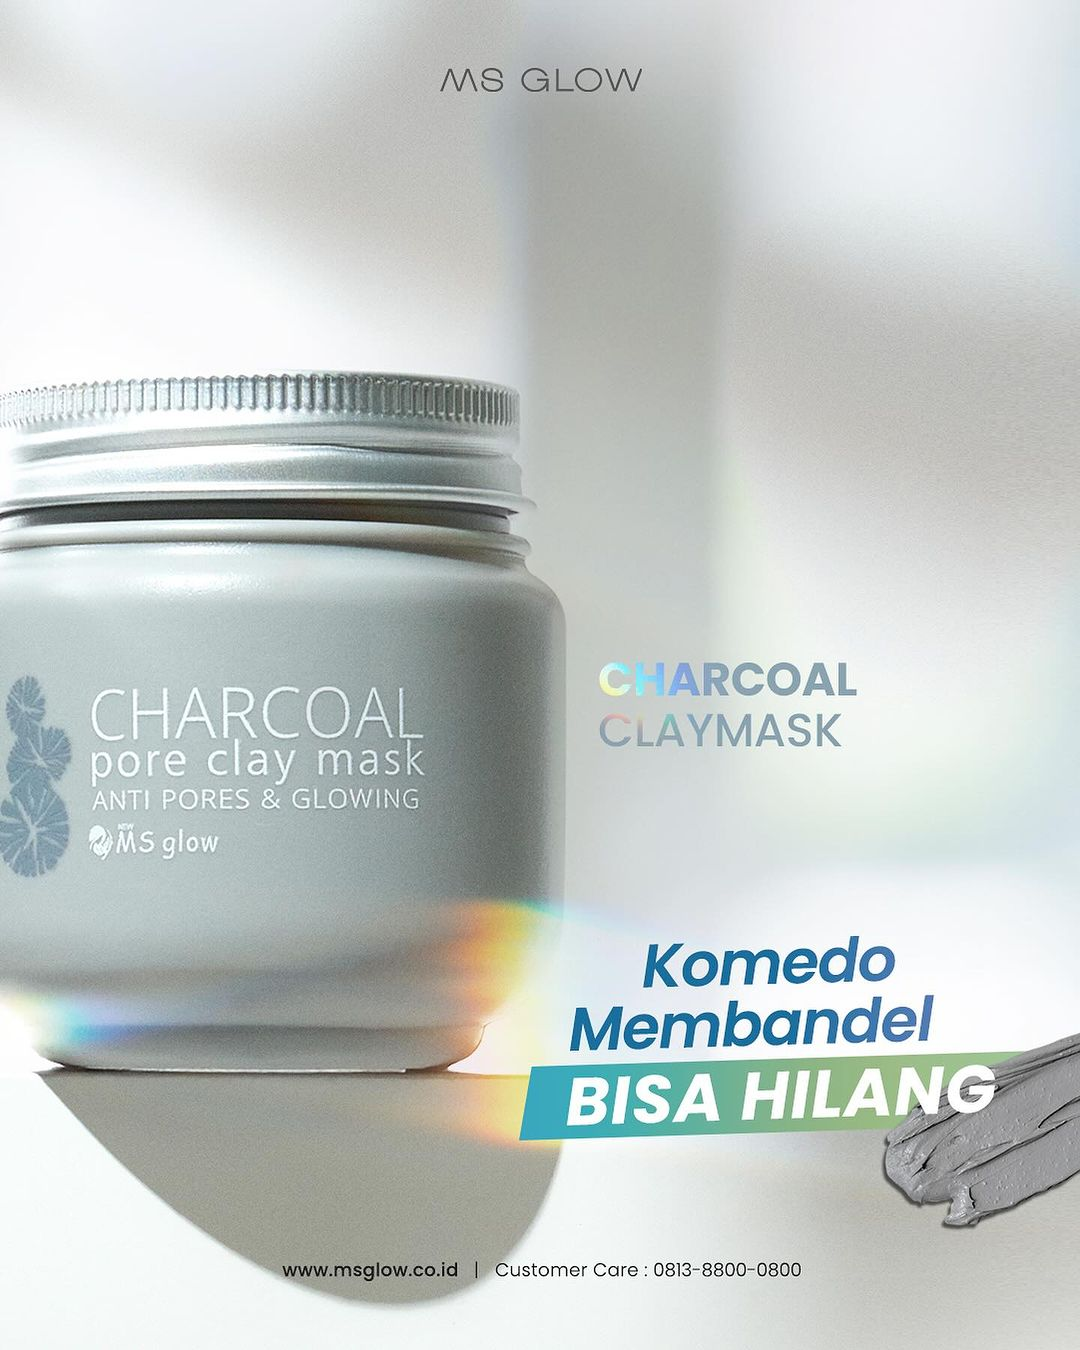 MS GLOW
CHARCOAL
pore clay mask
ANTI PORES & GLOWING
NEW
MS glow
CHARCOAL
CLAYMASK
Komedo
Membandel
BISA HILANG
www.msglow.co.id | Customer Care : 0813-8800-0800